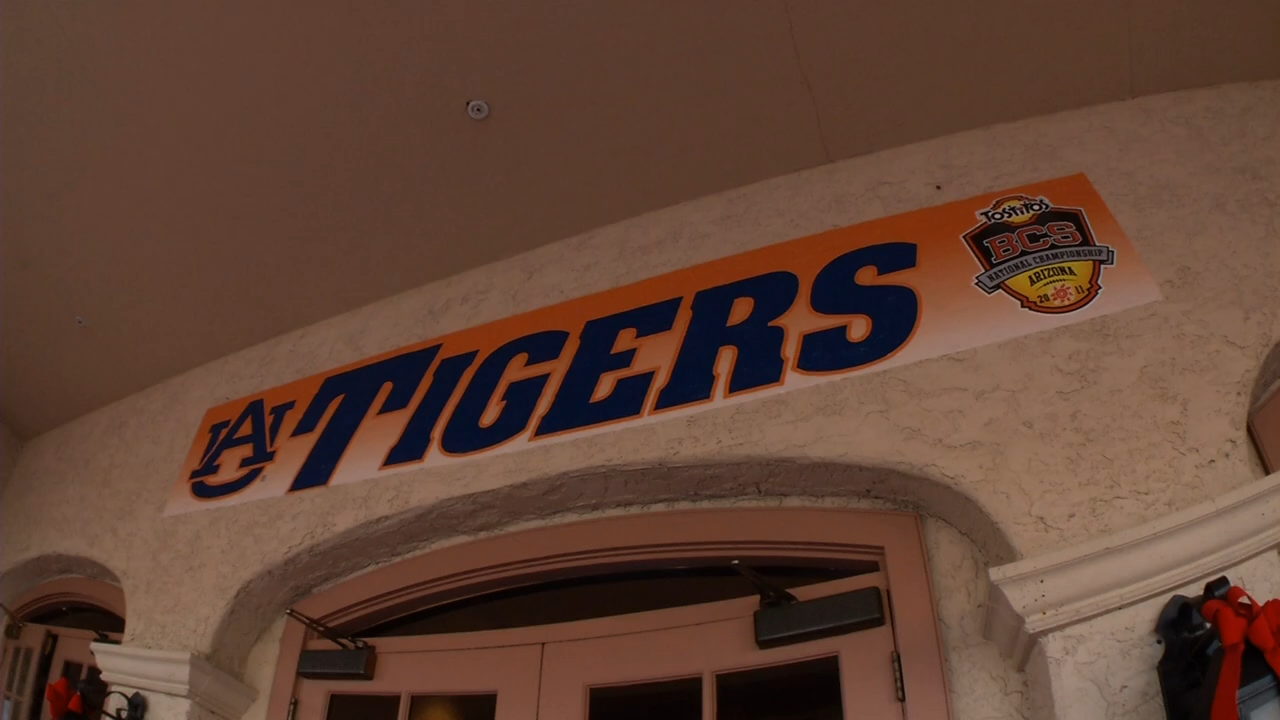 AU TIGERS
TOSTITOS
BCS
NATIONAL CHAMPIONSHIP
ARIZONA
20 11